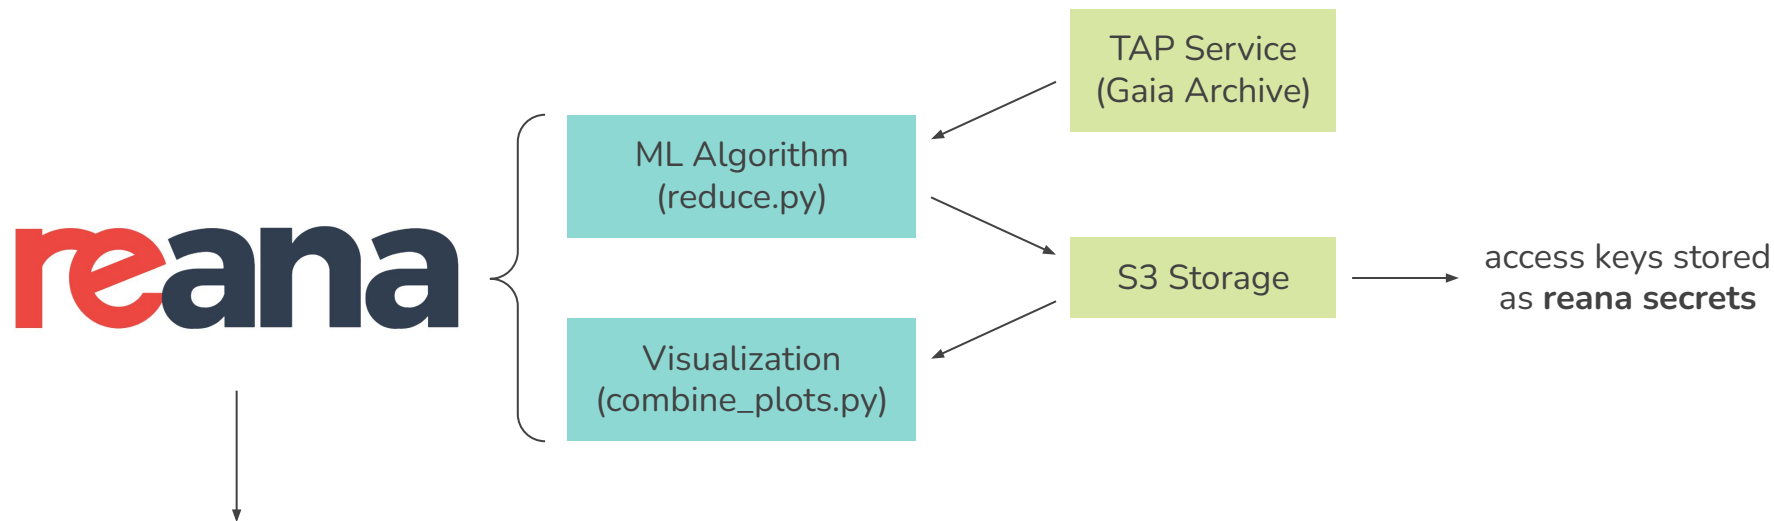 TAP Service
(Gaia Archive)
ML Algorithm
(reduce.py)
reana
S3 Storage
access keys stored
as reana secrets
Visualization
(combine_plots.py)